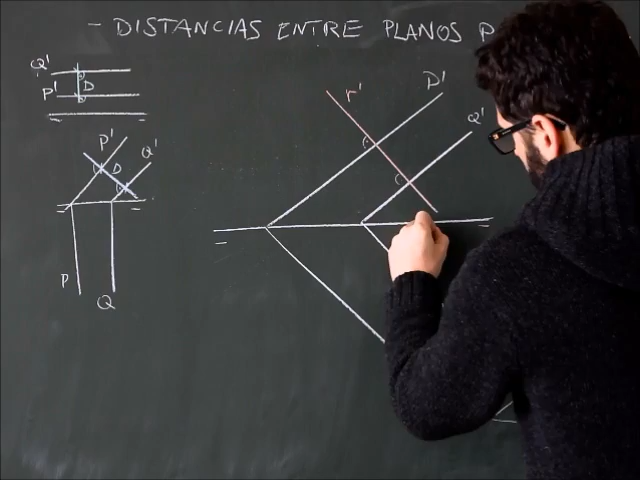 - DISTANCIAS ENTRE PLANOS P
Q'
P' D
P' Q'
D
P
Q
r' P' Q'